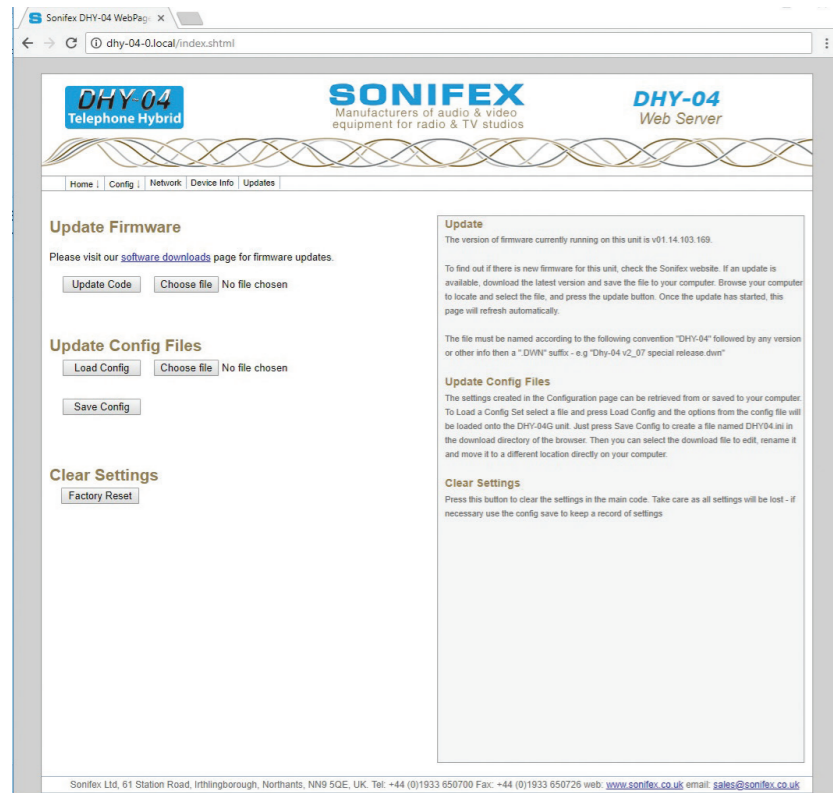 Sonifex DHY-04 WebPag
dhy-04-0.local/index.shtml
DHY-04
Telephone Hybrid
SONIFEX
Manufacturers of audio & video
equipment for radio & TV studios
DHY-04
Web Server
Home ↓ Config ↓ Network Device Info Updates
Update Firmware
Please visit our software downloads page for firmware updates.
Update Code Choose file No file chosen
Update Config Files
Load Config Choose file No file chosen
Save Config
Clear Settings
Factory Reset
Update
The version of firmware currently running on this unit is v01.14.103.169.
To find out if there is new firmware for this unit, check the Sonifex website. If an update is
available, download the latest version and save the file to your computer. Browse your computer
to locate and select the file, and press the update button. Once the update has started, this
page will refresh automatically.
The file must be named according to the following convention "DHY-04" followed by any version
or other info then a ".DWN" suffix - e.g "Dhy-04 v2_07 special release.dwn"
Update Config Files
The settings created in the Configuration page can be retrieved from or saved to your computer.
To Load a Config Set select a file and press Load Config and the options from the config file will
be loaded onto the DHY-04G unit. Just press Save Config to create a file named DHY04.ini in
the download directory of the browser. Then you can select the download file to edit, rename it
and move it to a different location directly on your computer.
Clear Settings
Press this button to clear the settings in the main code. Take care as all settings will be lost - if
necessary use the config save to keep a record of settings
Sonifex Ltd, 61 Station Road, Irthlingborough, Northants, NN9 5QE, UK. Tel: +44 (0)1933 650700 Fax: +44 (0)1933 650726 web: www.sonifex.co.uk email: sales@sonifex.co.uk